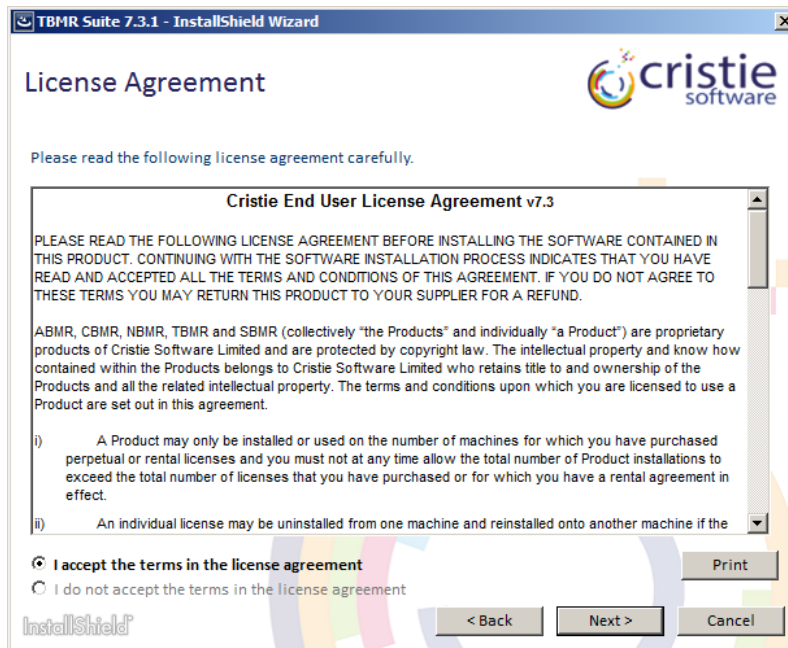 TBMR Suite 7.3.1 - InstallShield Wizard
License Agreement
cristie
software
Please read the following license agreement carefully.
Cristie End User License Agreement v7.3
PLEASE READ THE FOLLOWING LICENSE AGREEMENT BEFORE INSTALLING THE SOFTWARE CONTAINED IN
THIS PRODUCT. CONTINUING WITH THE SOFTWARE INSTALLATION PROCESS INDICATES THAT YOU HAVE
READ AND ACCEPTED ALL THE TERMS AND CONDITIONS OF THIS AGREEMENT. IF YOU DO NOT AGREE TO
THESE TERMS YOU MAY RETURN THIS PRODUCT TO YOUR SUPPLIER FOR A REFUND.
ABMR, CBMR, NBMR, TBMR and SBMR (collectively “the Products” and individually “a Product”) are proprietary
products of Cristie Software Limited and are protected by copyright law. The intellectual property and know how
contained within the Products belongs to Cristie Software Limited who retains title to and ownership of the
Products and all the related intellectual property. The terms and conditions upon which you are licensed to use a
Product are set out in this agreement.
i) A Product may only be installed or used on the number of machines for which you have purchased
perpetual or rental licenses and you must not at any time allow the total number of Product installations to
exceed the total number of licenses that you have purchased or for which you have a rental agreement in
effect.
ii) An individual license may be uninstalled from one machine and reinstalled onto another machine if the
I accept the terms in the license agreement
Print
I do not accept the terms in the license agreement
InstallShield
< Back
Next >
Cancel